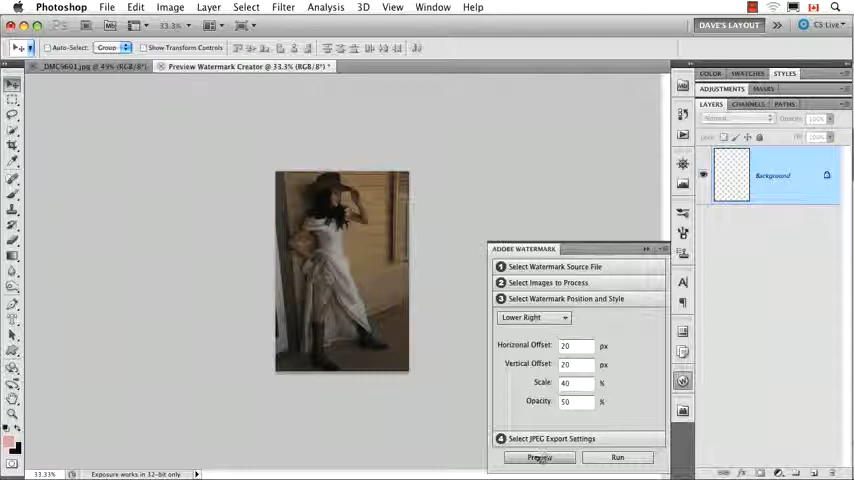 Photoshop File Edit Image Layer Select Filter Analysis 3D View Window Help
Ps Br Mb 33.3% DAVE'S LAYOUT CS Live
Auto-Select: Group Show Transform Controls
_DMC9601.jpg @ 49% (RGB/8*) Preview Watermark Creator @ 33.3% (RGB/8*) *
COLOR SWATCHES STYLES
ADJUSTMENTS MASKS
LAYERS CHANNELS PATHS
Normal Opacity: 100%
Lock: Fill: 100%
Background
ADOBE WATERMARK
1 Select Watermark Source File
2 Select Images to Process
3 Select Watermark Position and Style
Lower Right
Horizontal Offset: 20 px
Vertical Offset: 20 px
Scale: 40 %
Opacity: 50 %
4 Select JPEG Export Settings
Preview Run
33.33% Exposure works in 32-bit only